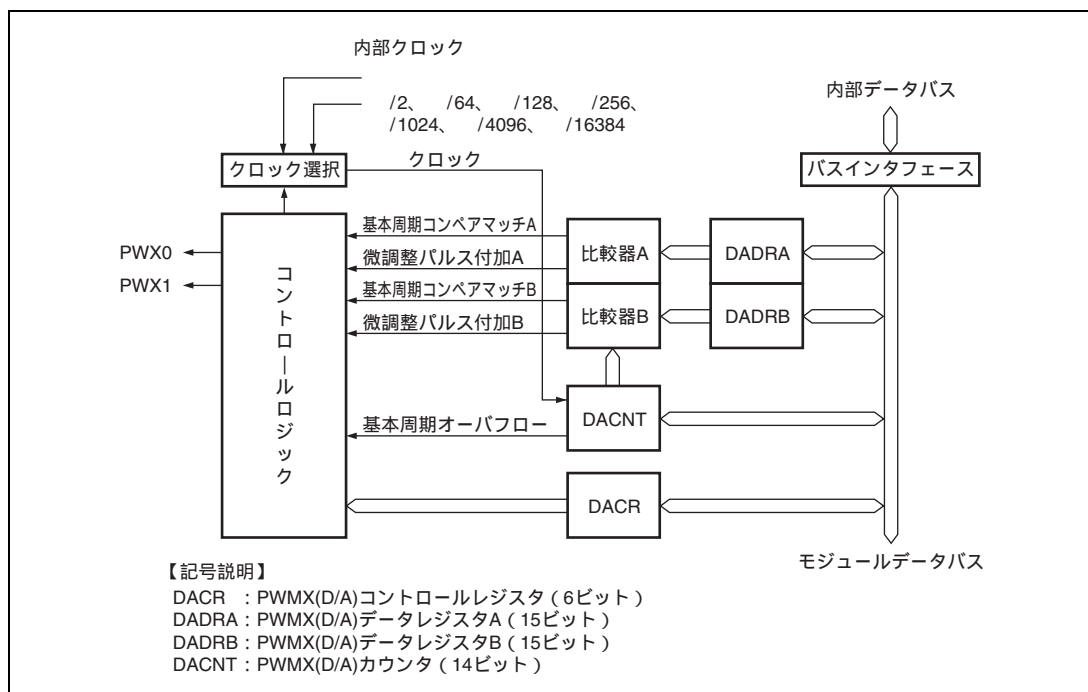 内部クロック
/2、 /64、 /128、 /256、
/1024、 /4096、 /16384
内部データバス
クロック選択
クロック
バスインタフェース
基本周期コンペアマッチA
微調整パルス付加A
基本周期コンペアマッチB
微調整パルス付加B
比較器A
DADRA
比較器B
DADRB
PWX0
PWX1
コントロールロジック
基本周期オーバフロー
DACNT
DACR
モジュールデータバス
【記号説明】
DACR :PWMX(D/A)コントロールレジスタ(6ビット)
DADRA:PWMX(D/A)データレジスタA(15ビット)
DADRB:PWMX(D/A)データレジスタB(15ビット)
DACNT:PWMX(D/A)カウンタ(14ビット)